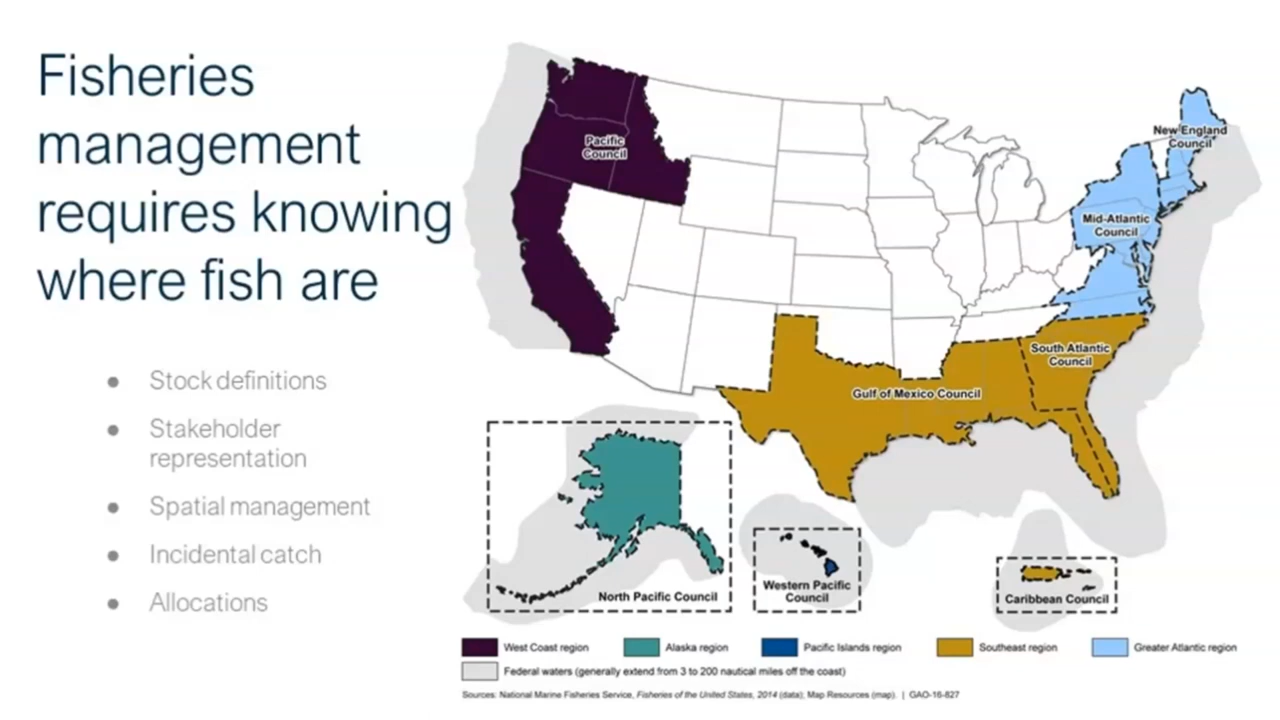 Fisheries
management
requires knowing
where fish are
● Stock definitions
● Stakeholder
representation
● Spatial management
● Incidental catch
● Allocations
Pacific
Council
New England
Council
Mid-Atlantic
Council
South Atlantic
Council
Gulf of Mexico Council
North Pacific Council
Western Pacific
Council
Caribbean Council
West Coast region
Alaska region
Pacific Islands region
Southeast region
Greater Atlantic region
Federal waters (generally extend from 3 to 200 nautical miles off the coast)
Sources: National Marine Fisheries Service, Fisheries of the United States, 2014 (data); Map Resources (map). | GAO-16-827